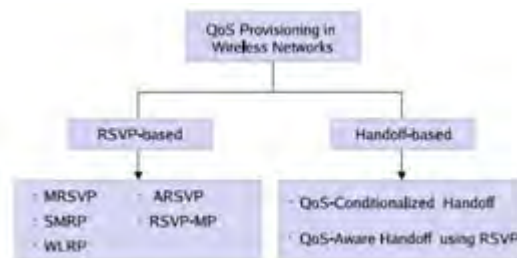 QoS Provisioning in
Wireless Networks
RSVP-based
Handoff-based
· MRSVP
· ARSVP
· SMRP
· RSVP-MP
· WLRP
· QoS-Conditionalized Handoff
· QoS-Aware Handoff using RSVP